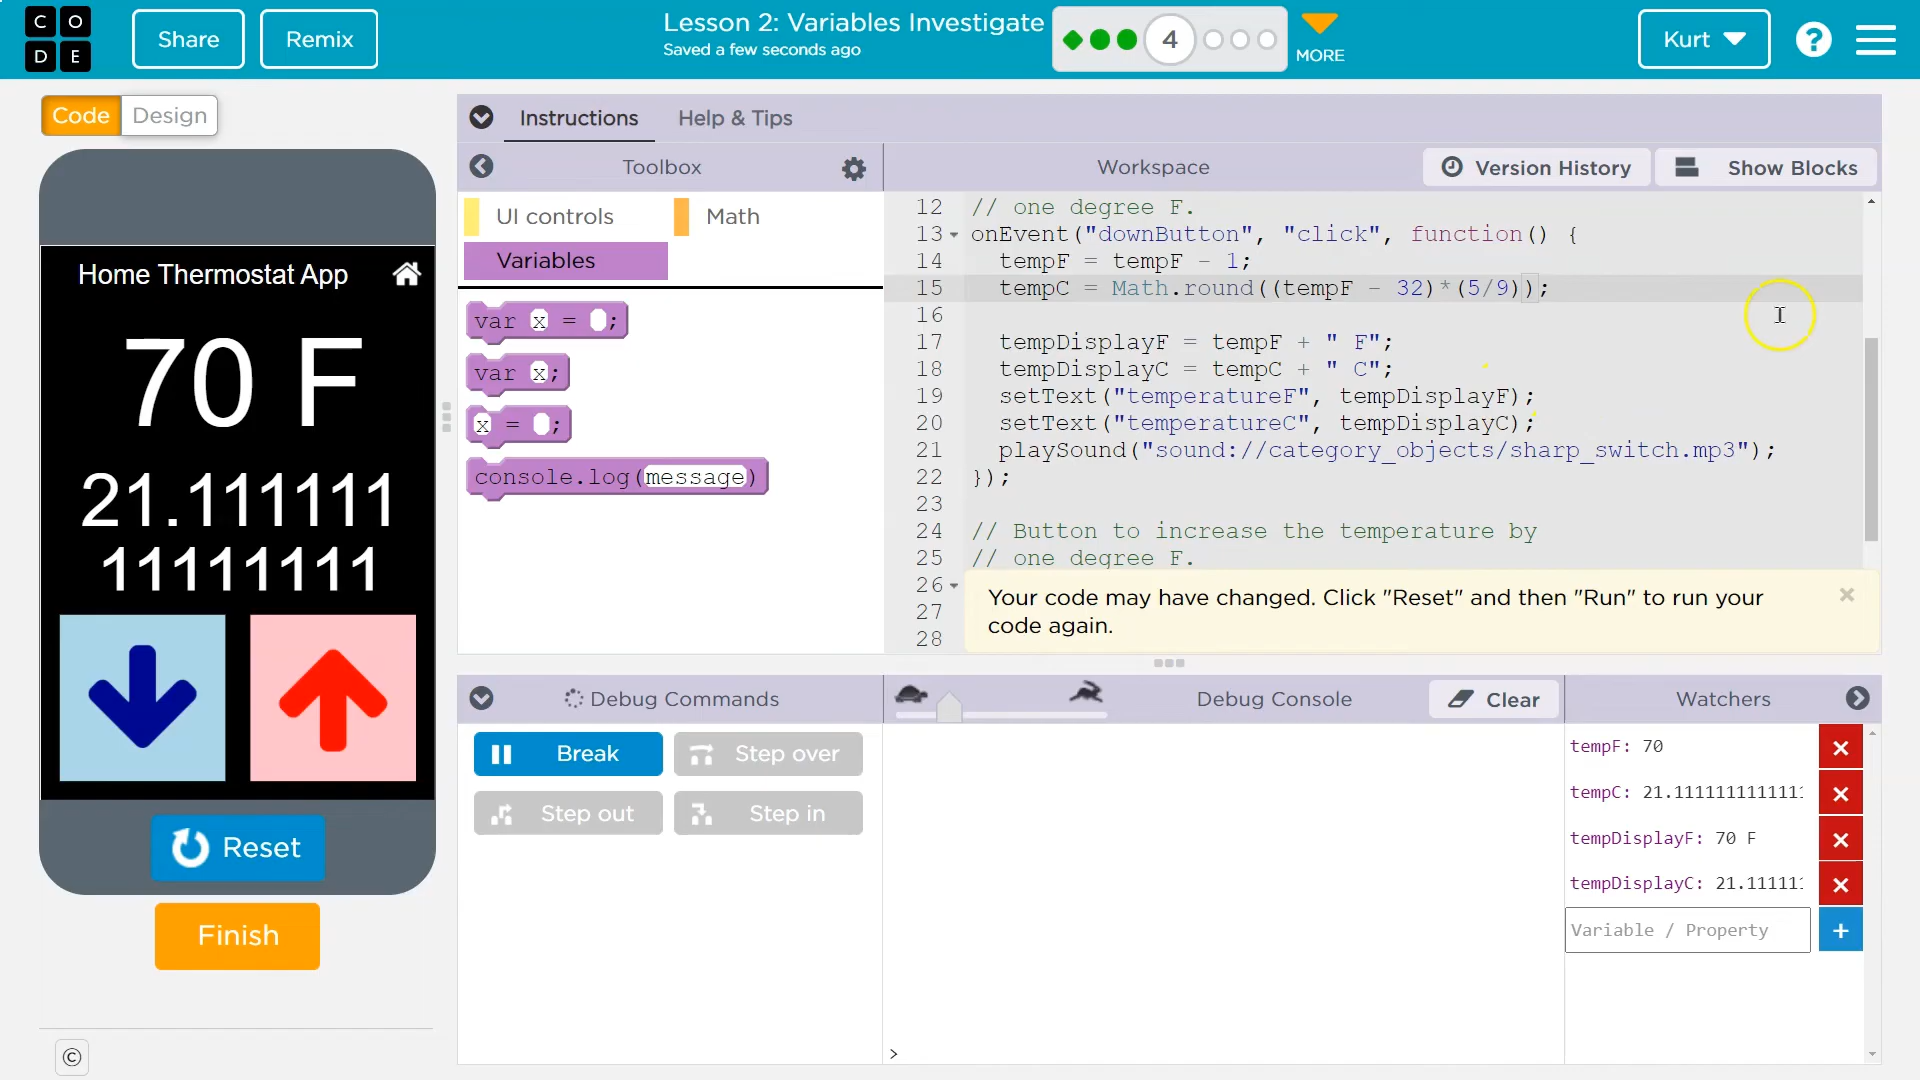 C O
D E
Share
Remix
Lesson 2: Variables Investigate
Saved a few seconds ago
4
MORE
Kurt
?
Code
Design
Instructions
Help & Tips
Toolbox
Workspace
Version History
Show Blocks
UI controls
Math
Variables
var x = ;
var x;
x = ;
console.log(message)
12 // one degree F.
13 onEvent("downButton", "click", function() {
14 tempF = tempF - 1;
15 tempC = Math.round((tempF - 32)*(5/9));
16
17 tempDisplayF = tempF + " F";
18 tempDisplayC = tempC + " C";
19 setText("temperatureF", tempDisplayF);
20 setText("temperatureC", tempDisplayC);
21 playSound("sound://category_objects/sharp_switch.mp3");
22 });
23
24 // Button to increase the temperature by
25 // one degree F.
26
27
28
Your code may have changed. Click "Reset" and then "Run" to run your
code again.
Home Thermostat App
70 F
21.111111
11111111
Reset
Finish
©
Debug Commands
Break
Step over
Step out
Step in
Debug Console
Clear
>
Watchers
tempF: 70
tempC: 21.111111111111
tempDisplayF: 70 F
tempDisplayC: 21.11111
Variable / Property
+